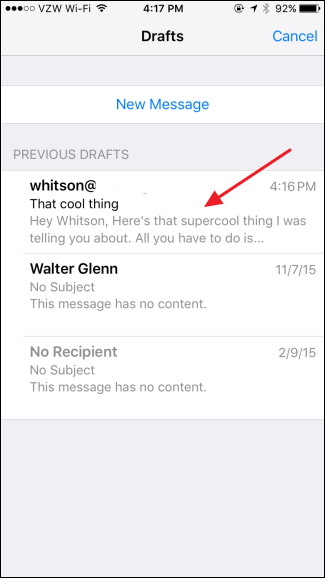 VZW Wi-Fi 4:17 PM 92%
Drafts Cancel
New Message
PREVIOUS DRAFTS
whitson@ 4:16 PM
That cool thing
Hey Whitson, Here's that supercool thing I was
telling you about. All you have to do is...
Walter Glenn 11/7/15
No Subject
This message has no content.
No Recipient 2/9/15
No Subject
This message has no content.